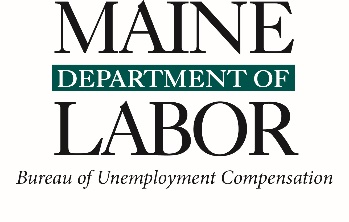 MAINE
DEPARTMENT OF
LABOR
Bureau of Unemployment Compensation